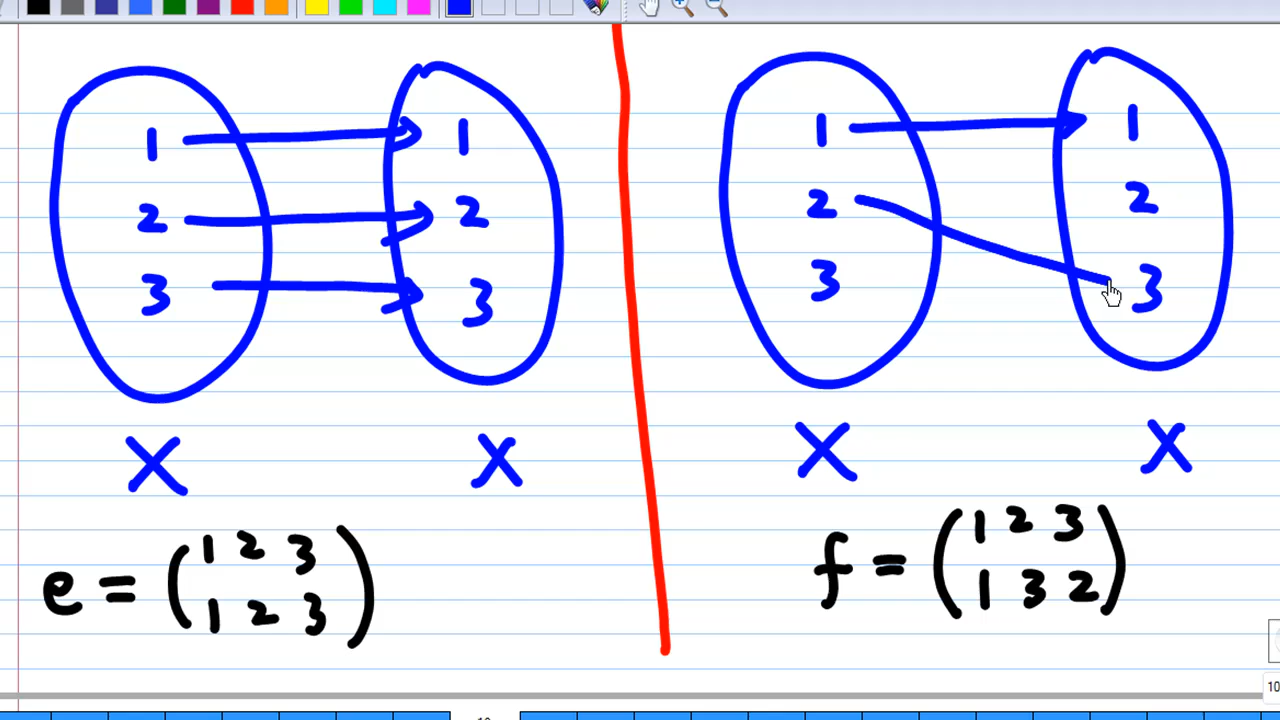 1 1
2 2
3 3
X X
e = (1 2 3
1 2 3)
1 1
2 2
3 3
X X
f = (1 2 3
1 3 2)
10